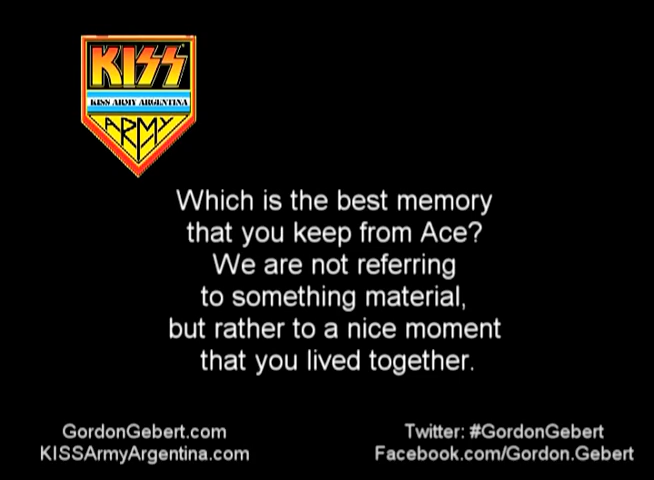 KISS
KISS ARMY ARGENTINA
ARMY
Which is the best memory
that you keep from Ace?
We are not referring
to something material,
but rather to a nice moment
that you lived together.
GordonGebert.com
Twitter: #GordonGebert
KISSArmyArgentina.com
Facebook.com/Gordon.Gebert